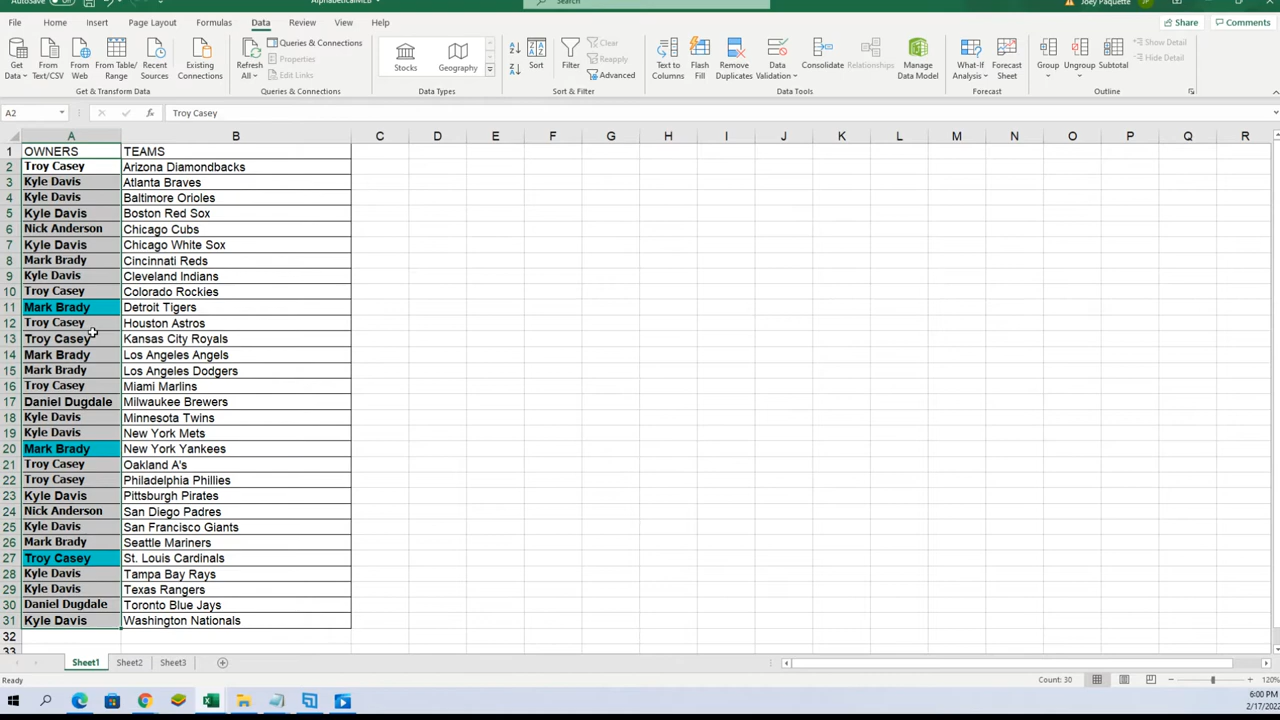 AutoSave Off AlphabeticalMLB Search Joey Paquette JP
File Home Insert Page Layout Formulas Data Review View Help Share Comments
Get Data From Text/CSV From Web From Table/Range Recent Sources Existing Connections Refresh All Queries & Connections Properties Edit Links Stocks Geography Sort Filter Clear Reapply Advanced Text to Columns Flash Fill Remove Duplicates Data Validation Consolidate Relationships Manage Data Model What-If Analysis Forecast Sheet Group Ungroup Subtotal Show Detail Hide Detail
Get & Transform Data Queries & Connections Data Types Sort & Filter Data Tools Forecast Outline
A2 fx Troy Casey
A B C D E F G H I J K L M N O P Q R
1 OWNERS TEAMS
2 Troy Casey Arizona Diamondbacks
3 Kyle Davis Atlanta Braves
4 Kyle Davis Baltimore Orioles
5 Kyle Davis Boston Red Sox
6 Nick Anderson Chicago Cubs
7 Kyle Davis Chicago White Sox
8 Mark Brady Cincinnati Reds
9 Kyle Davis Cleveland Indians
10 Troy Casey Colorado Rockies
11 Mark Brady Detroit Tigers
12 Troy Casey Houston Astros
13 Troy Casey Kansas City Royals
14 Mark Brady Los Angeles Angels
15 Mark Brady Los Angeles Dodgers
16 Troy Casey Miami Marlins
17 Daniel Dugdale Milwaukee Brewers
18 Kyle Davis Minnesota Twins
19 Kyle Davis New York Mets
20 Mark Brady New York Yankees
21 Troy Casey Oakland A's
22 Troy Casey Philadelphia Phillies
23 Kyle Davis Pittsburgh Pirates
24 Nick Anderson San Diego Padres
25 Kyle Davis San Francisco Giants
26 Mark Brady Seattle Mariners
27 Troy Casey St. Louis Cardinals
28 Kyle Davis Tampa Bay Rays
29 Kyle Davis Texas Rangers
30 Daniel Dugdale Toronto Blue Jays
31 Kyle Davis Washington Nationals
32
33
Sheet1 Sheet2 Sheet3
Ready Count: 30 120%
6:00 PM
2/17/2022